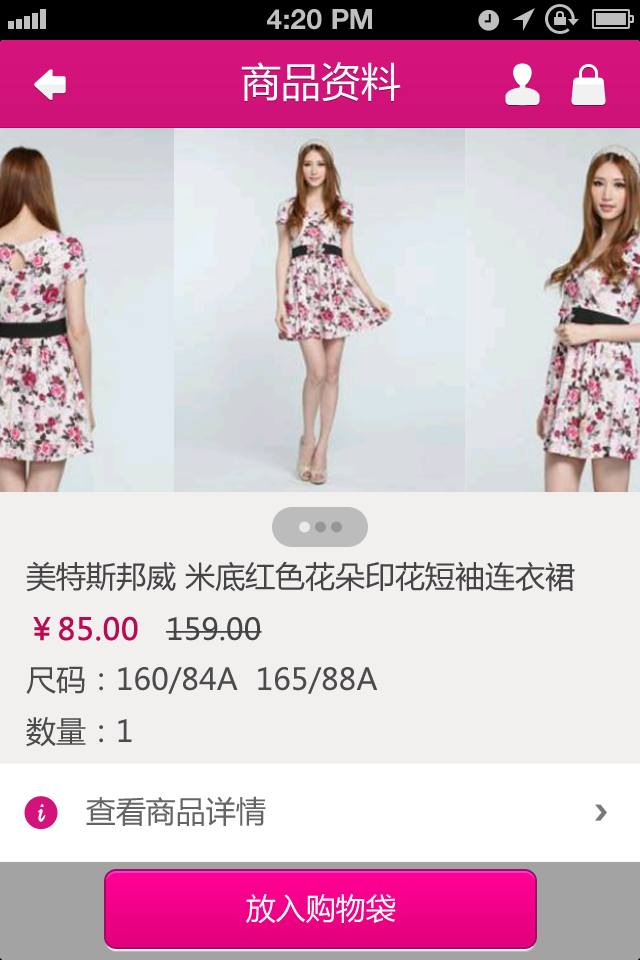 4:20 PM
商品资料
美特斯邦威 米底红色花朵印花短袖连衣裙
¥85.00 159.00
尺码：160/84A 165/88A
数量：1
i 查看商品详情 ›
放入购物袋